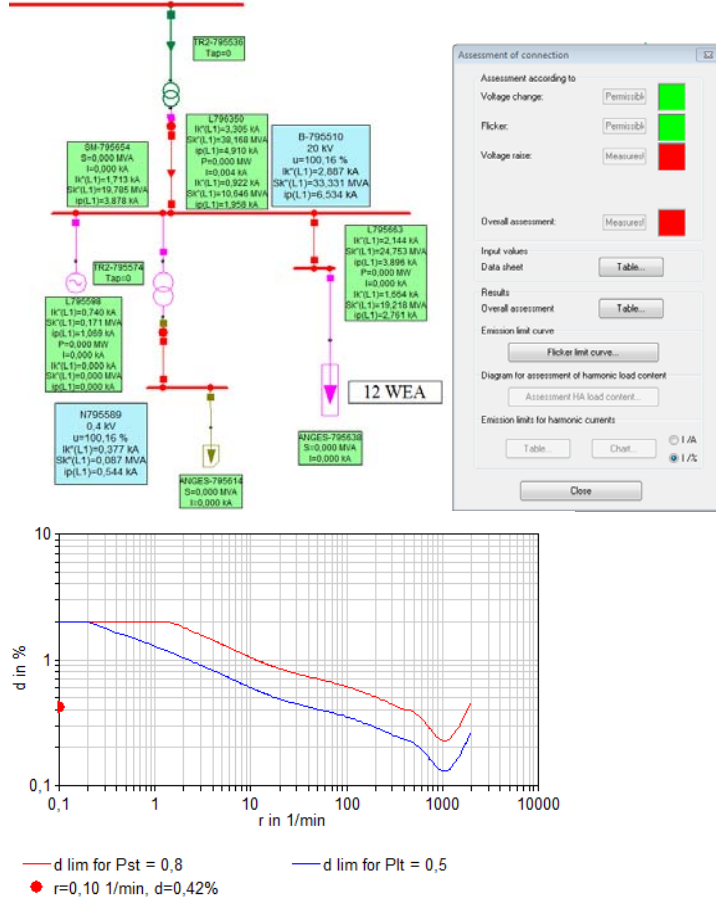 TR2-795536
Tap=0
L796350
Ik"(L1)=3,305 kA
Sk"(L1)=38,168 MVA
ip(L1)=4,910 kA
P=0,000 MW
I=0,004 kA
Ik"(L1)=0,922 kA
Sk"(L1)=10,646 MVA
ip(L1)=1,958 kA
SM-795654
S=0,000 MVA
I=0,000 kA
Ik"(L1)=1,713 kA
Sk"(L1)=19,785 MVA
ip(L1)=3,878 kA
B-795510
20 kV
u=100,16 %
Ik"(L1)=2,887 kA
Sk"(L1)=33,331 MVA
ip(L1)=6,534 kA
L795663
Ik"(L1)=2,144 kA
Sk"(L1)=24,753 MVA
ip(L1)=3,896 kA
P=0,000 MW
I=0,000 kA
Ik"(L1)=1,664 kA
Sk"(L1)=19,218 MVA
ip(L1)=2,761 kA
TR2-795574
Tap=0
L795598
Ik"(L1)=0,740 kA
Sk"(L1)=0,171 MVA
ip(L1)=1,069 kA
P=0,000 MW
I=0,000 kA
Ik"(L1)=0,000 kA
Sk"(L1)=0,000 MVA
ip(L1)=0,000 kA
12 WEA
N795589
0,4 kV
u=100,16 %
Ik"(L1)=0,377 kA
Sk"(L1)=0,087 MVA
ip(L1)=0,544 kA
ANGES-795638
S=0,000 MVA
I=0,000 kA
ANGES-795614
S=0,000 MVA
I=0,000 kA
Assessment of connection
Assessment according to
Voltage change: Permissibl
Flicker: Permissibl
Voltage raise: Measures!
Overall assessment: Measures!
Input values
Data sheet Table...
Results
Overall assessment Table...
Emission limit curve
Flicker limit curve...
Diagram for assessment of harmonic load content
Assessment HA load content...
Emission limits for harmonic currents
Table... Chart... I /A
I /%
Close
10
1
0,1
d in %
0,1 1 10 100 1000 10000
r in 1/min
d lim for Pst = 0,8 d lim for Plt = 0,5
r=0,10 1/min, d=0,42%